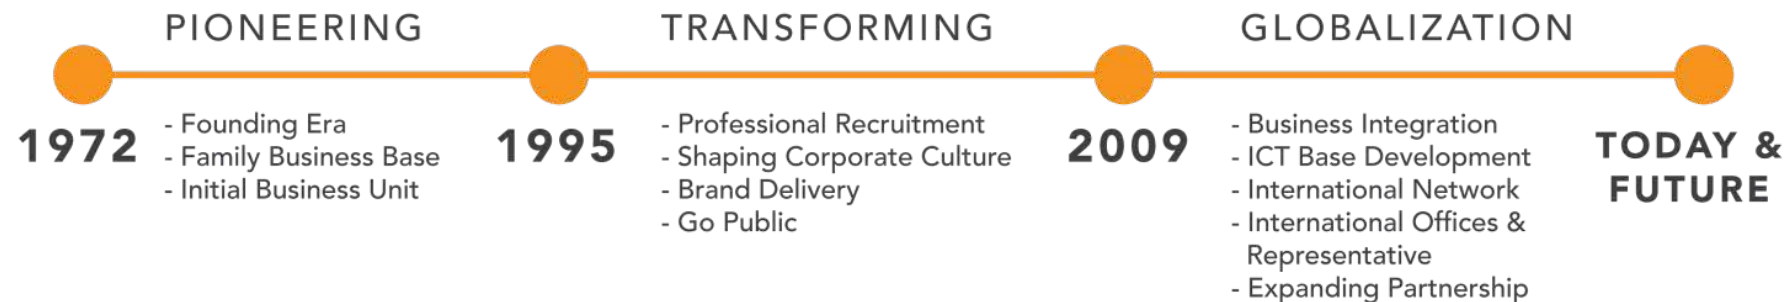 PIONEERING
1972
- Founding Era
- Family Business Base
- Initial Business Unit
TRANSFORMING
1995
- Professional Recruitment
- Shaping Corporate Culture
- Brand Delivery
- Go Public
GLOBALIZATION
2009
- Business Integration
- ICT Base Development
- International Network
- International Offices &
Representative
- Expanding Partnership
TODAY &
FUTURE